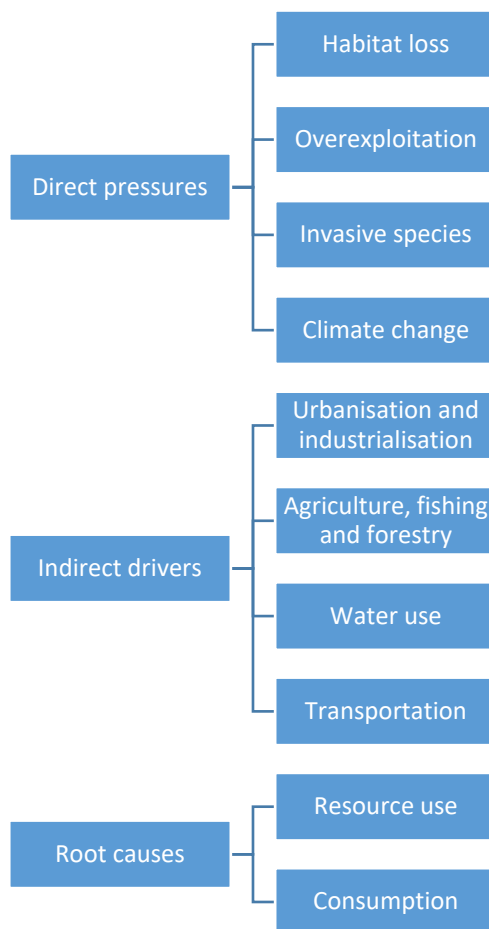 Direct pressures
Habitat loss
Overexploitation
Invasive species
Climate change
Indirect drivers
Urbanisation and
industrialisation
Agriculture, fishing
and forestry
Water use
Transportation
Root causes
Resource use
Consumption